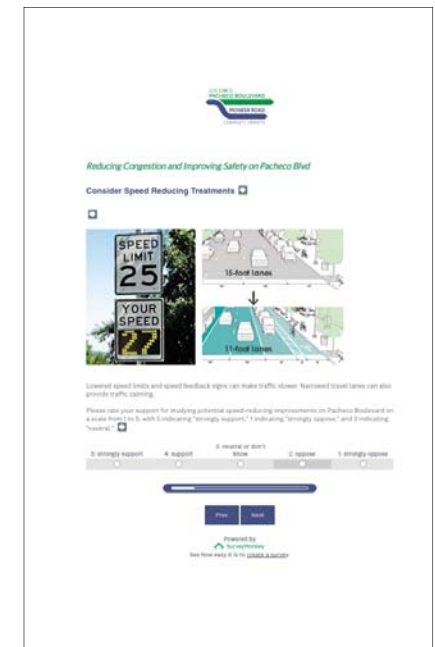 PACHECO BOULEVARD
PIONEER ROAD
Reducing Congestion and Improving Safety on Pacheco Blvd
Consider Speed Reducing Treatments
SPEED
LIMIT
25
YOUR
SPEED
27
15-foot lanes
11-foot lanes
Lowered speed limits and speed feedback signs can make traffic slower. Narrowed travel lanes can also
provide traffic calming.
Please rate your support for studying potential speed-reducing improvements on Pacheco Boulevard on
a scale from 1 to 5, with 5 indicating "strongly support," 1 indicating "strongly oppose," and 3 indicating
"neutral."
5: strongly support 4: support 3: neutral or don't know 2: oppose 1: strongly oppose
Prev Next
Powered by
SurveyMonkey
See how easy it is to create a survey.